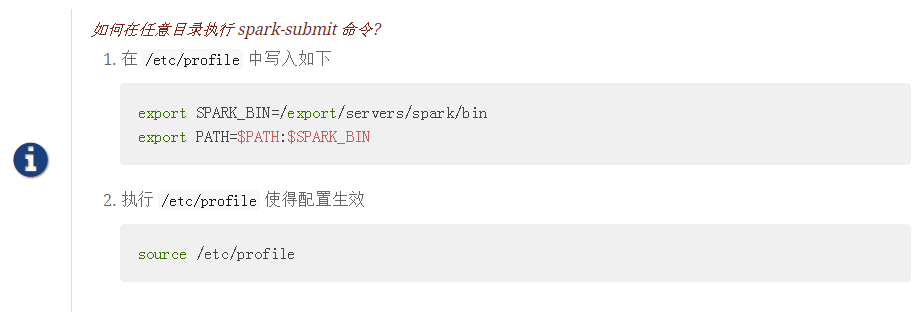 如何在任意目录执行 spark-submit 命令?
1. 在 /etc/profile 中写入如下
export SPARK_BIN=/export/servers/spark/bin
export PATH=$PATH:$SPARK_BIN
2. 执行 /etc/profile 使得配置生效
source /etc/profile